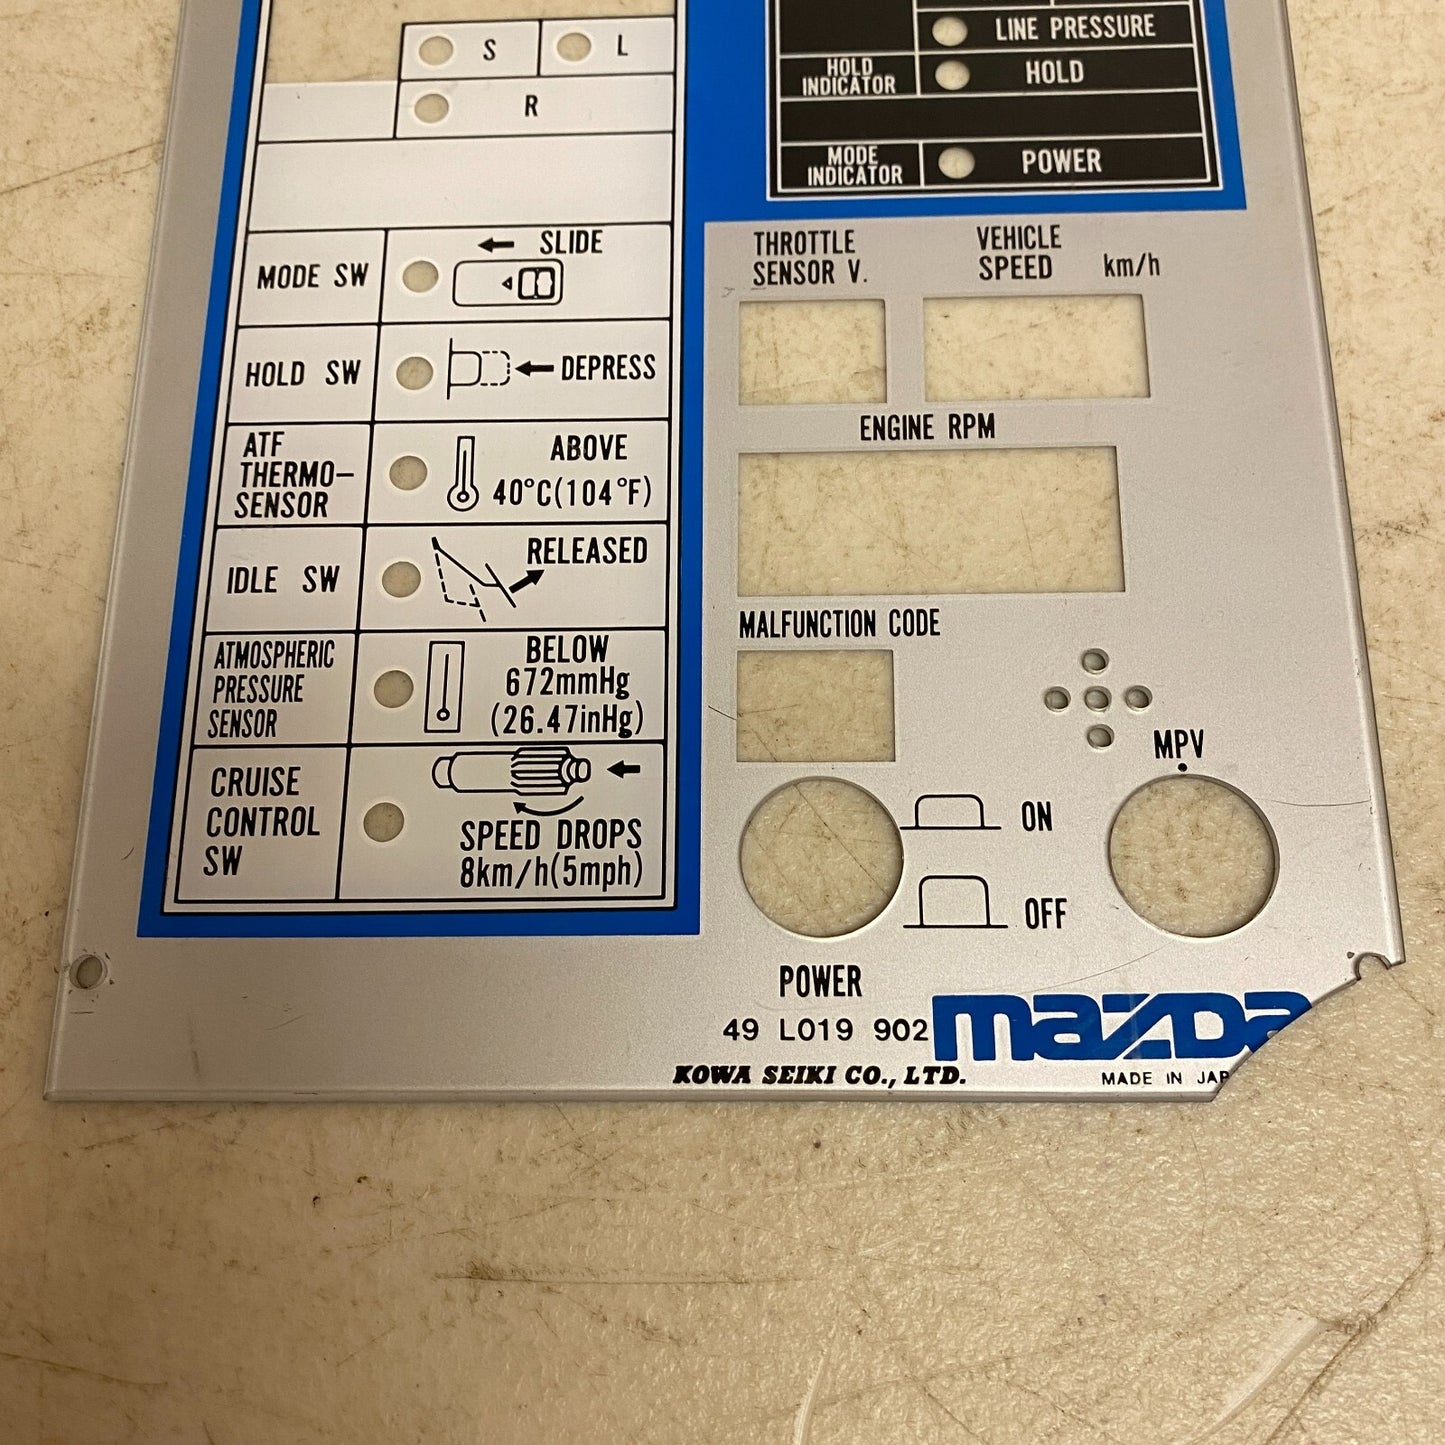 S
L
R
MODE SW
SLIDE
HOLD SW
DEPRESS
ATF
THERMO-
SENSOR
ABOVE
40°C(104°F)
IDLE SW
RELEASED
ATMOSPHERIC
PRESSURE
SENSOR
BELOW
672mmHg
(26.47inHg)
CRUISE
CONTROL
SW
SPEED DROPS
8km/h(5mph)
LINE PRESSURE
HOLD
INDICATOR
HOLD
MODE
INDICATOR
POWER
THROTTLE
SENSOR V.
VEHICLE
SPEED km/h
ENGINE RPM
MALFUNCTION CODE
MPV
ON
OFF
POWER
49 L019 902 mazda
KOWA SEIKI CO., LTD.
MADE IN JAP